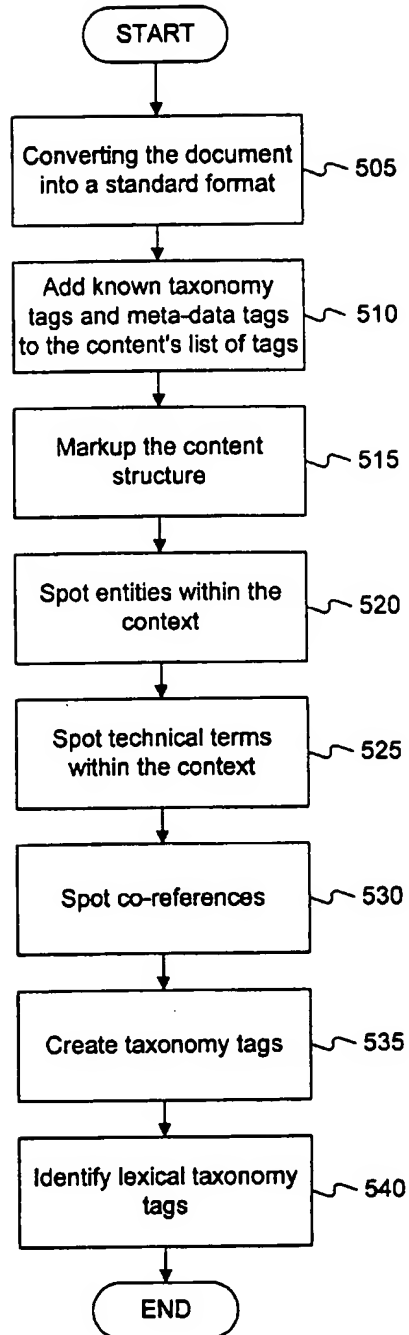 START
Converting the document
into a standard format
505
Add known taxonomy
tags and meta-data tags
to the content's list of tags
510
Markup the content
structure
515
Spot entities within the
context
520
Spot technical terms
within the context
525
Spot co-references
530
Create taxonomy tags
535
Identify lexical taxonomy
tags
540
END